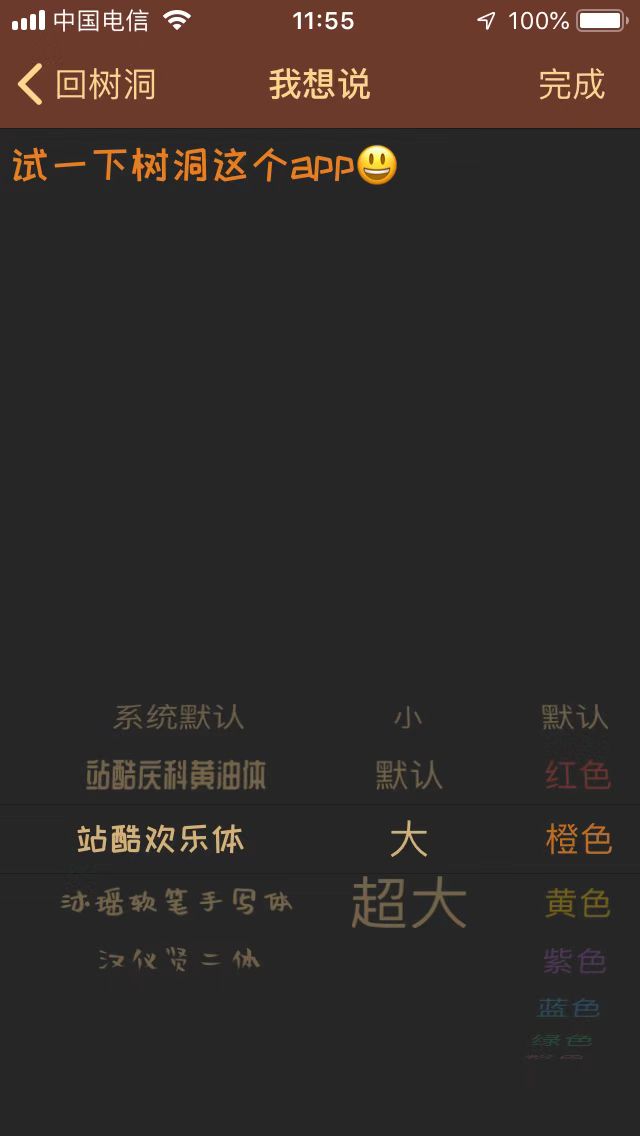 中国电信 11:55 100%
回树洞 我想说 完成
试一下树洞这个app😃
系统默认 小 默认
站酷庆科黄油体 默认 红色
站酷欢乐体 大 橙色
沐瑶软笔手写体 超大 黄色
汉仪贤二体 紫色
蓝色
绿色